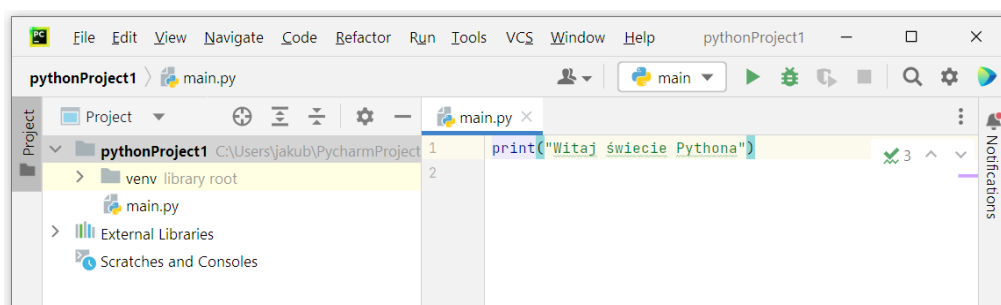 PC File Edit View Navigate Code Refactor Run Tools VCS Window Help pythonProject1
pythonProject1 main.py main
Project Project main.py
pythonProject1 C:\Users\jakub\PycharmProject 1 print("Witaj świecie Pythona") 3
venv library root 2
main.py
External Libraries
Scratches and Consoles
Notifications